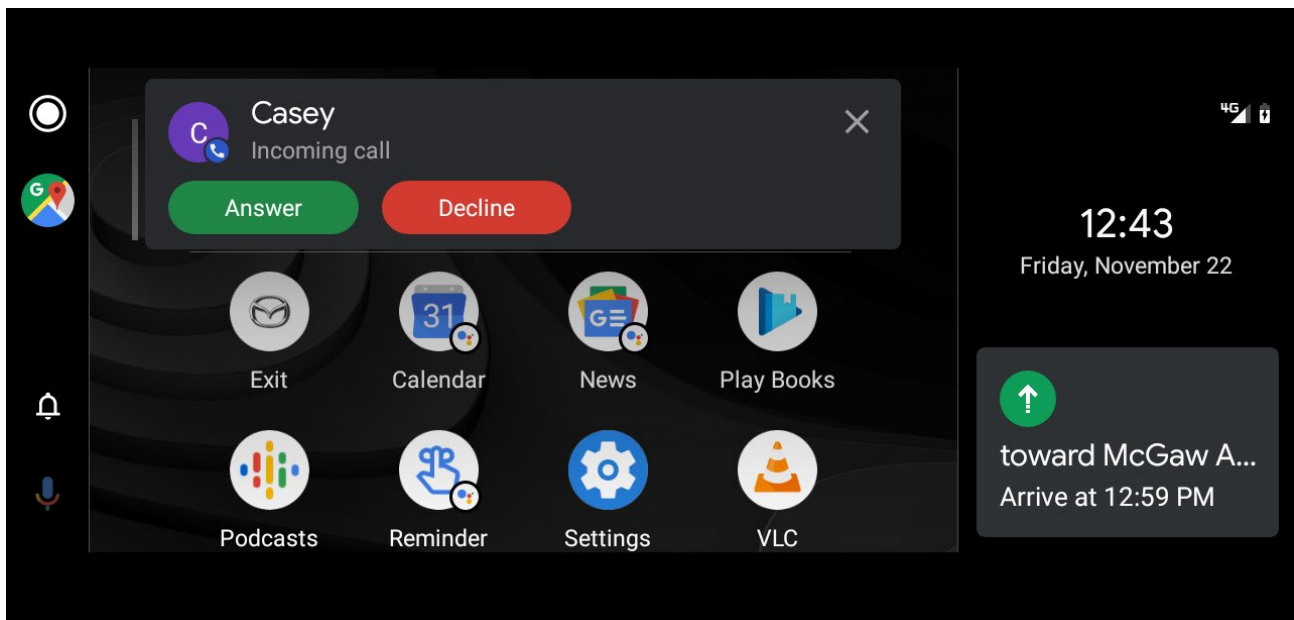 C
Casey
Incoming call
Answer
Decline
4G
12:43
Friday, November 22
G
31
G
Exit
Calendar
News
Play Books
toward McGaw A...
Arrive at 12:59 PM
Podcasts
Reminder
Settings
VLC